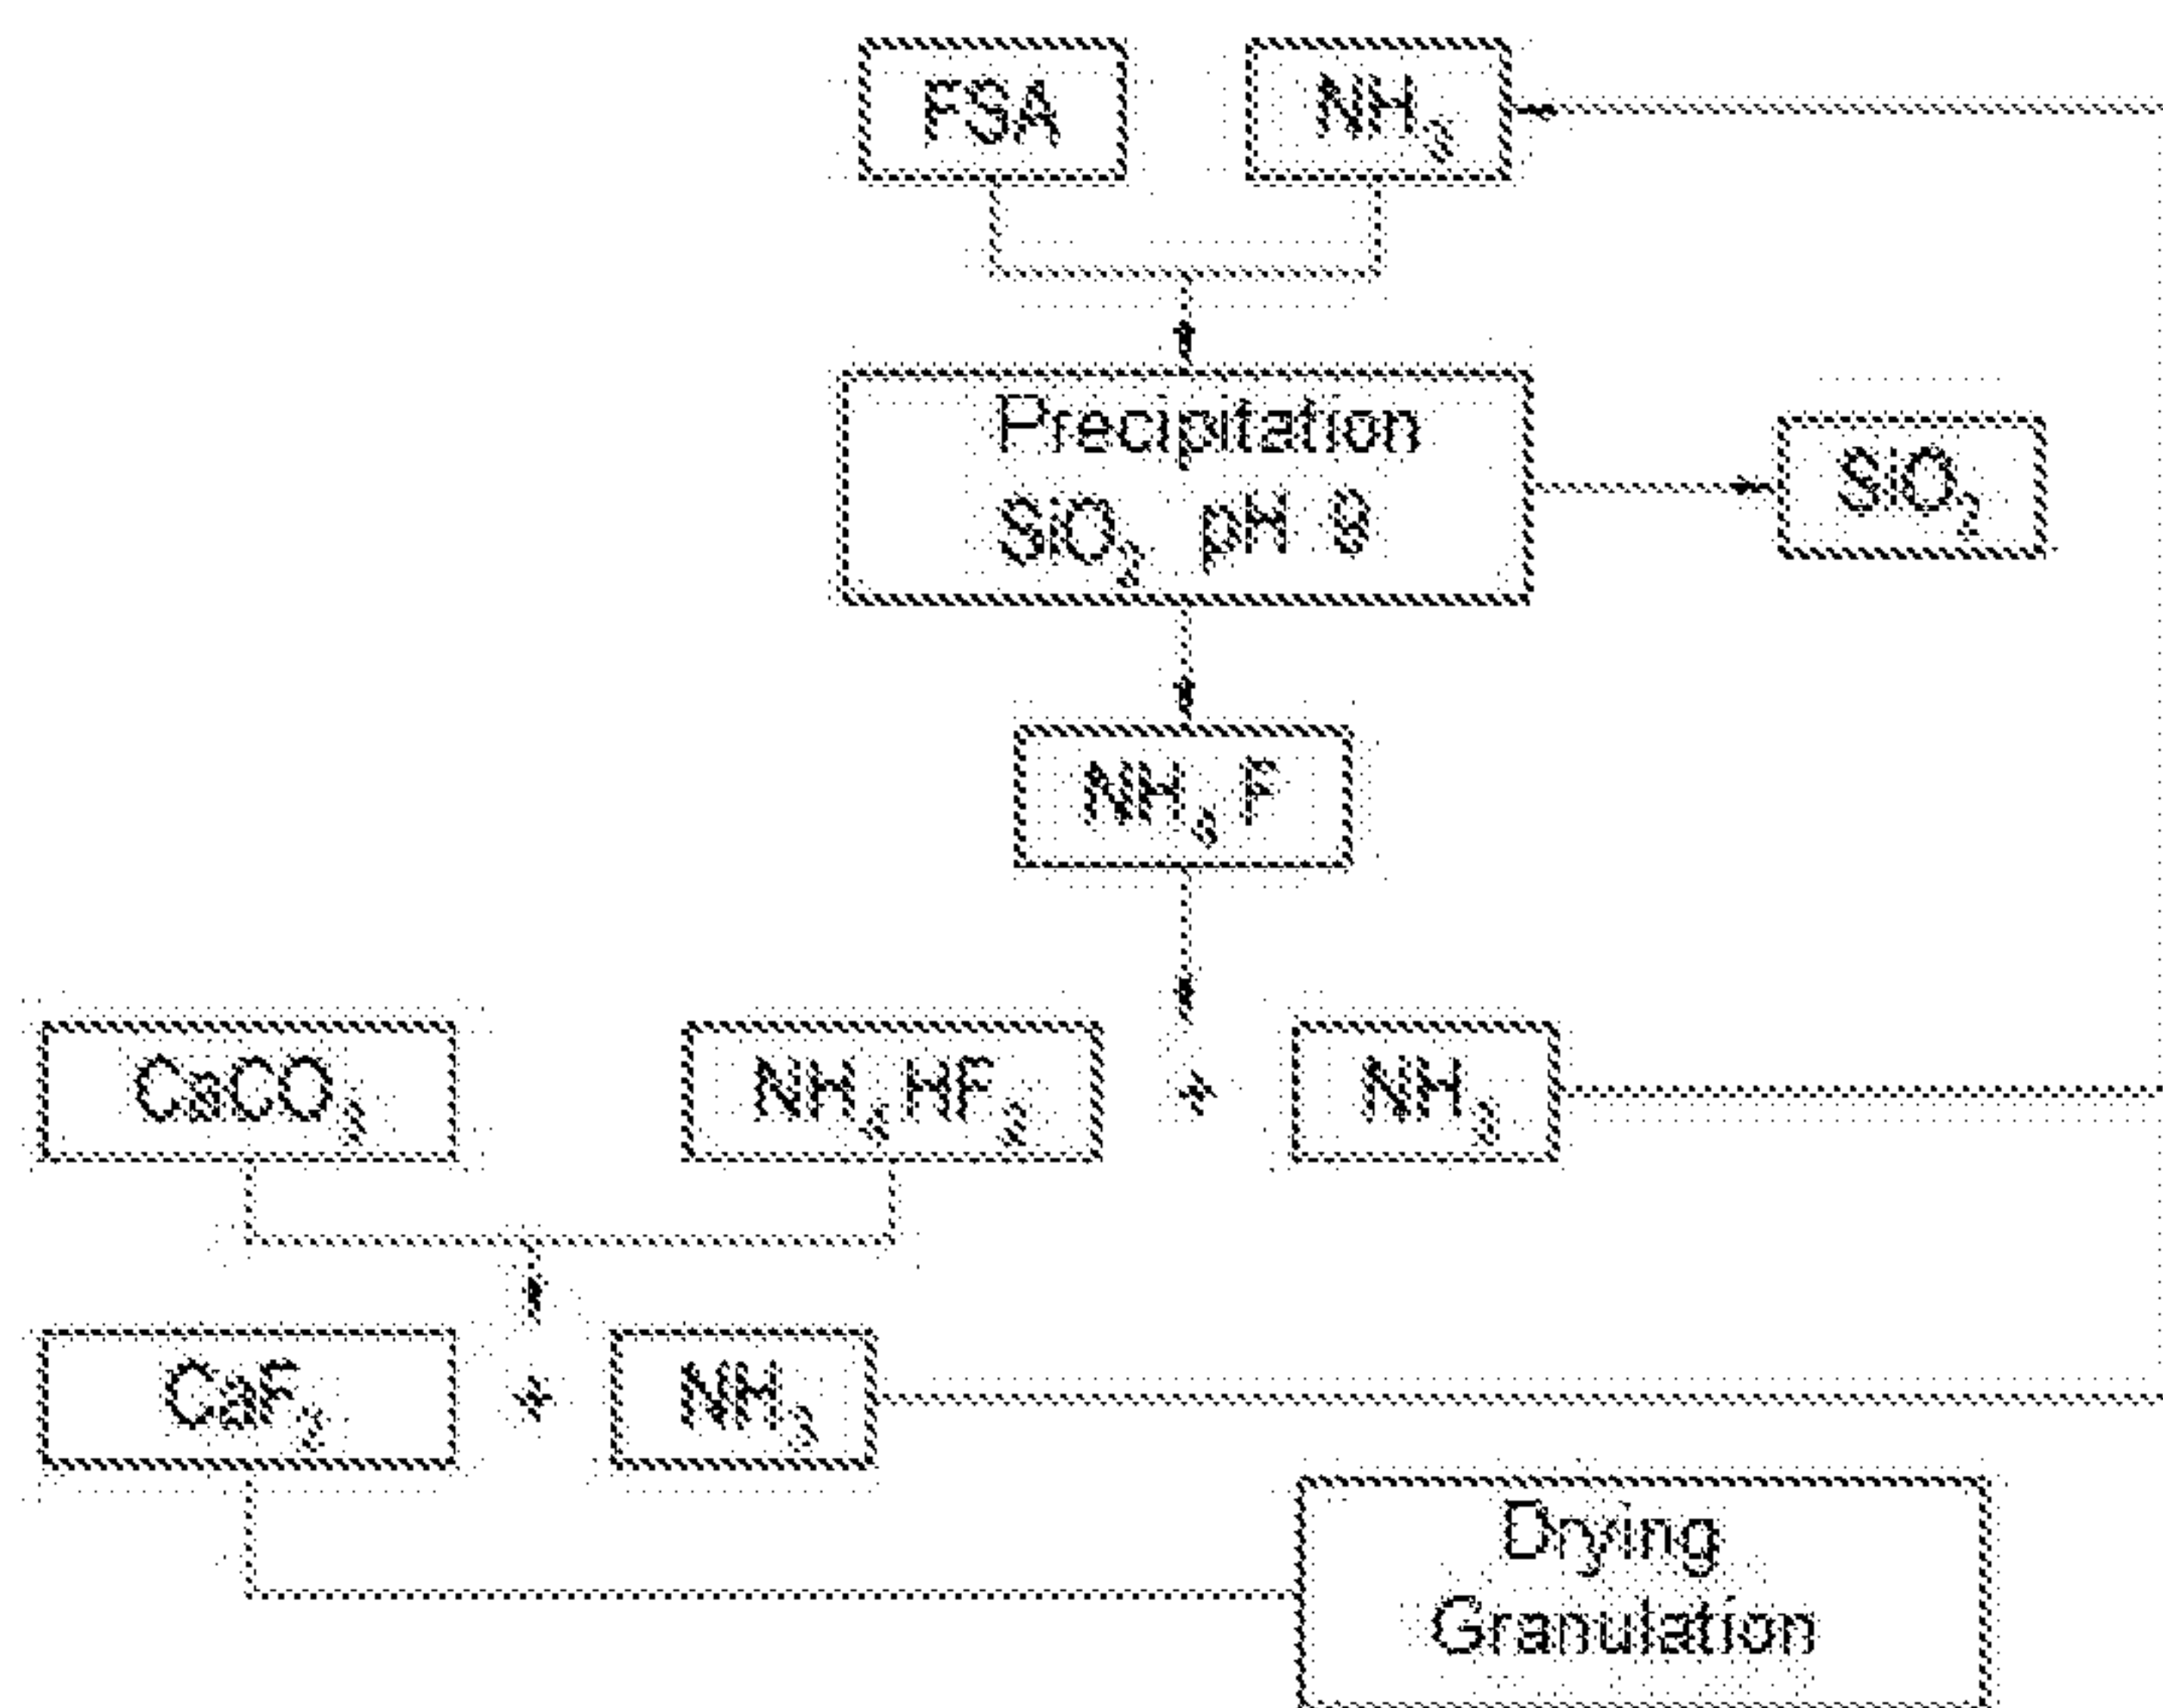 FSA
NH₃
Precipitation
SiO₂ pH 9
SiO₂
NH₄F
CaCO₃
NH₄HF₂
+
NH₃
CaF₂
+
NH₃
Drying
Granulation